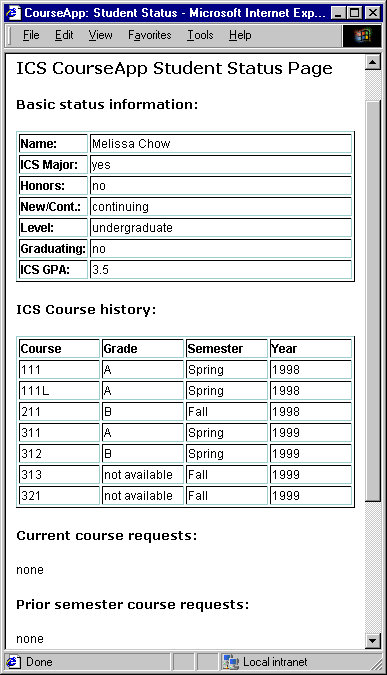 CourseApp: Student Status - Microsoft Internet Exp...
File Edit View Favorites Tools Help
ICS CourseApp Student Status Page
Basic status information:
Name: Melissa Chow
ICS Major: yes
Honors: no
New/Cont.: continuing
Level: undergraduate
Graduating: no
ICS GPA: 3.5
ICS Course history:
Course Grade Semester Year
111 A Spring 1998
111L A Spring 1998
211 B Fall 1998
311 A Spring 1999
312 B Spring 1999
313 not available Fall 1999
321 not available Fall 1999
Current course requests:
none
Prior semester course requests:
none
Done Local intranet